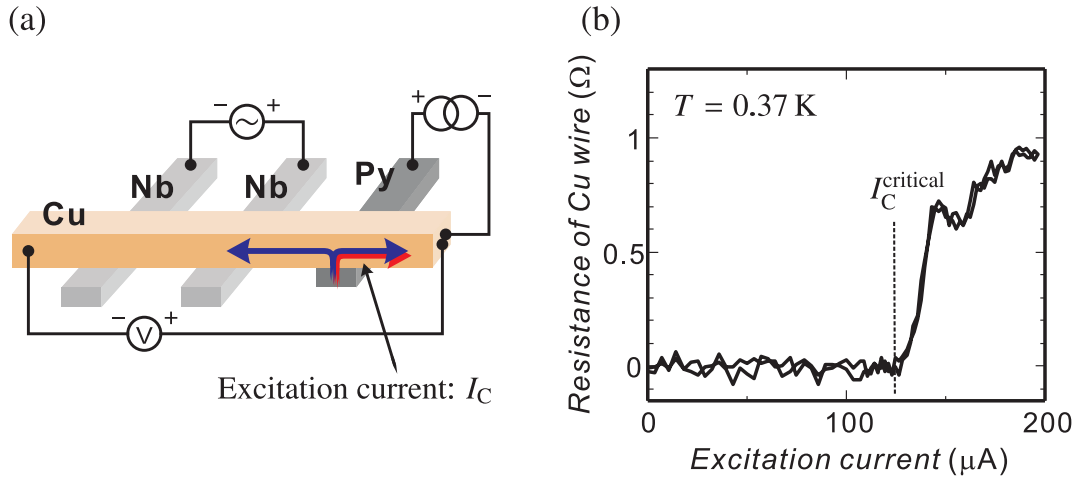 (a)
Nb
Nb
Py
Cu
− ~ +
+ −
− V +
Excitation current: I_C
(b)
Resistance of Cu wire (Ω)
T = 0.37 K
I_C^critical
1
0.5
0
0
100
200
Excitation current (μA)